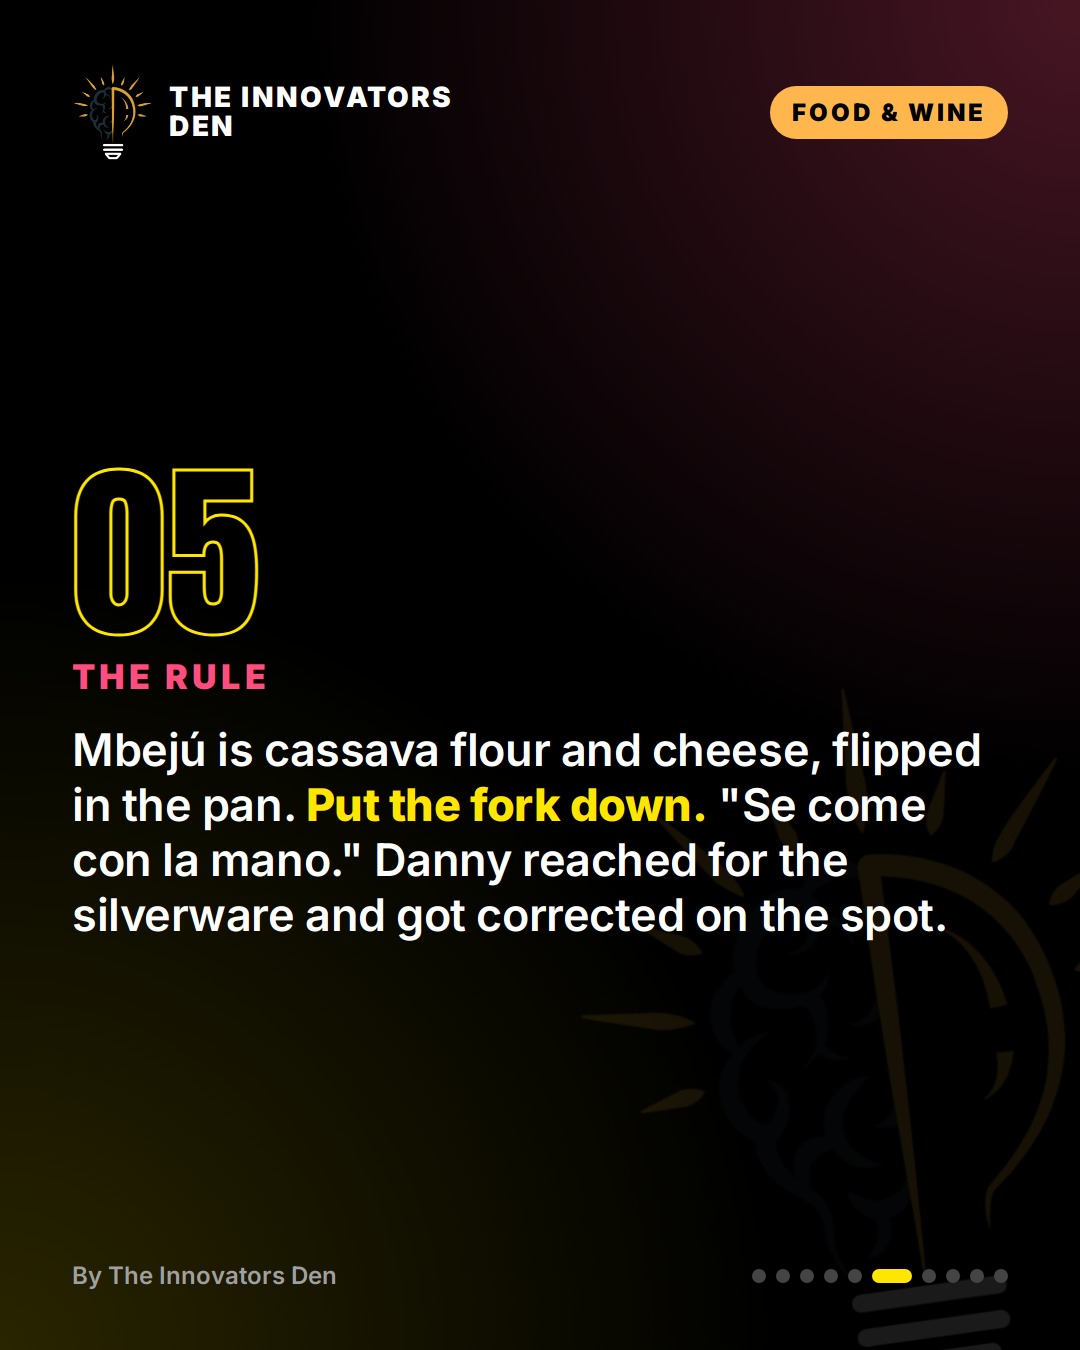 THE INNOVATORS
DEN
FOOD & WINE
05
THE RULE
Mbejú is cassava flour and cheese, flipped
in the pan. Put the fork down. "Se come
con la mano." Danny reached for the
silverware and got corrected on the spot.
By The Innovators Den